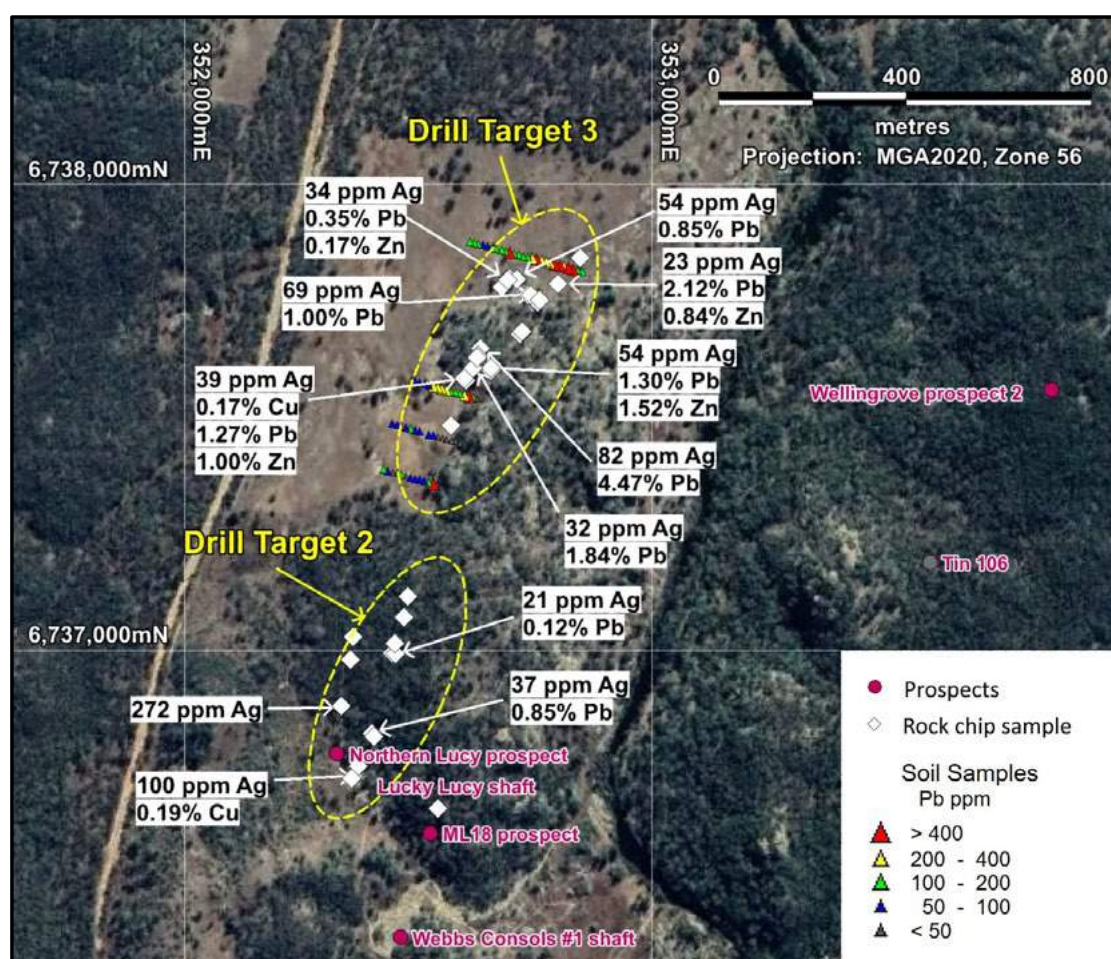 352,000mE
353,000mE
0 400 800
metres
Projection: MGA2020, Zone 56
6,738,000mN
Drill Target 3
34 ppm Ag
0.35% Pb
0.17% Zn
54 ppm Ag
0.85% Pb
69 ppm Ag
1.00% Pb
23 ppm Ag
2.12% Pb
0.84% Zn
39 ppm Ag
0.17% Cu
1.27% Pb
1.00% Zn
54 ppm Ag
1.30% Pb
1.52% Zn
Wellingrove prospect 2
82 ppm Ag
4.47% Pb
32 ppm Ag
1.84% Pb
Drill Target 2
Tin 106
21 ppm Ag
0.12% Pb
6,737,000mN
37 ppm Ag
0.85% Pb
272 ppm Ag
Northern Lucy prospect
100 ppm Ag
0.19% Cu
Lucky Lucy shaft
ML18 prospect
Webbs Consols #1 shaft
Prospects
Rock chip sample
Soil Samples
Pb ppm
> 400
200 - 400
100 - 200
50 - 100
< 50